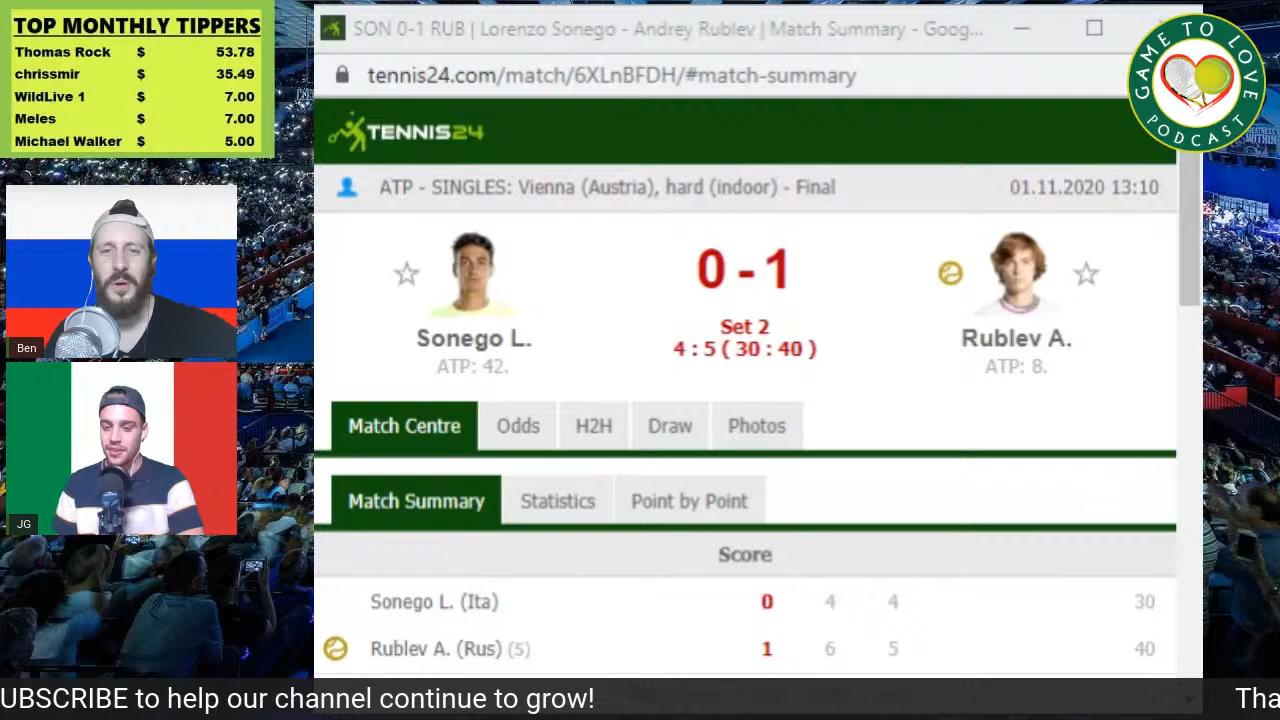 TOP MONTHLY TIPPERS
Thomas Rock $ 53.78
chrissmir $ 35.49
WildLive 1 $ 7.00
Meles $ 7.00
Michael Walker $ 5.00
Ben
JG
SON 0-1 RUB | Lorenzo Sonego - Andrey Rublev | Match Summary - Goog...
tennis24.com/match/6XLnBFDH/#match-summary
GAME TO LOVE
PODCAST
TENNIS24
ATP - SINGLES: Vienna (Austria), hard (indoor) - Final 01.11.2020 13:10
0 - 1
Set 2
4 : 5 ( 30 : 40 )
Sonego L. Rublev A.
ATP: 42. ATP: 8.
Match Centre Odds H2H Draw Photos
Match Summary Statistics Point by Point
Score
Sonego L. (Ita) 0 4 4 30
Rublev A. (Rus) (5) 1 6 5 40
UBSCRIBE to help our channel continue to grow! Tha